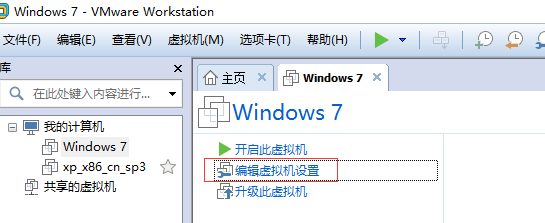 Windows 7 - VMware Workstation
文件(F) 编辑(E) 查看(V) 虚拟机(M) 选项卡(T) 帮助(H)
库
在此处键入内容进行...
我的计算机
Windows 7
xp_x86_cn_sp3
共享的虚拟机
主页
Windows 7
Windows 7
开启此虚拟机
编辑虚拟机设置
升级此虚拟机